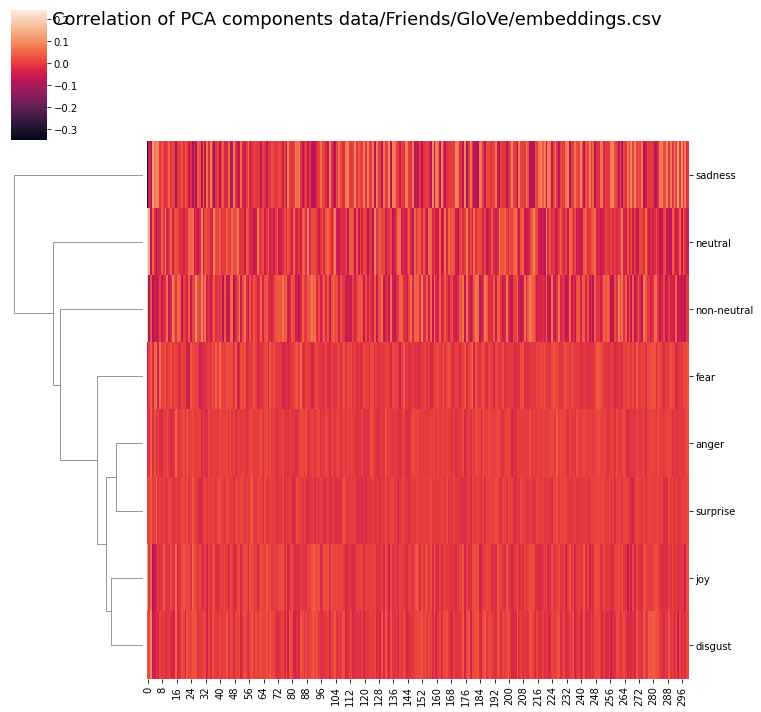 Correlation of PCA components data/Friends/GloVe/embeddings.csv
0.1
0.0
−0.1
−0.2
−0.3
sadness
neutral
non-neutral
fear
anger
surprise
joy
disgust
0 8 16 24 32 40 48 56 64 72 80 88 96 104 112 120 128 136 144 152 160 168 176 184 192 200 208 216 224 232 240 248 256 264 272 280 288 296